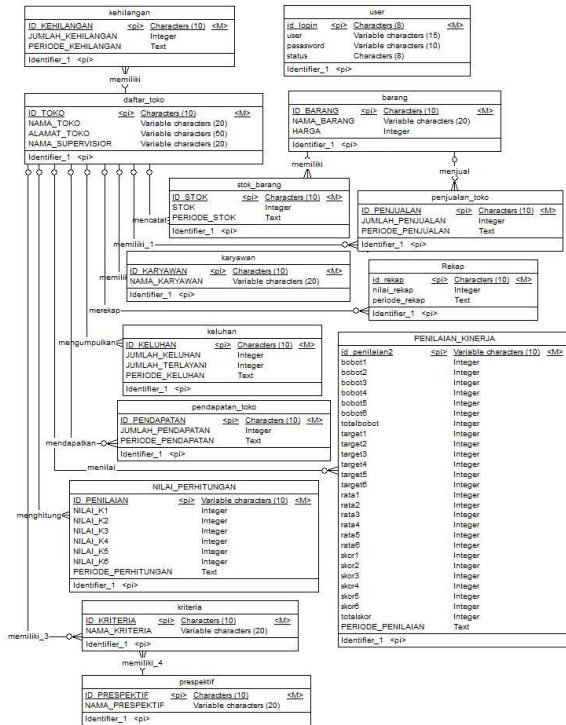 kehilangan
ID_KEHILANGAN <pi> Characters (10) <M>
JUMLAH_KEHILANGAN Integer
PERIODE_KEHILANGAN Text
Identifier_1 <pi>
user
id_login <pi> Characters (8) <M>
user Variable characters (15)
pasasword Variable characters (10)
status Characters (8)
Identifier_1 <pi>
memiliki
daftar_toko
ID_TOKO <pi> Characters (10) <M>
NAMA_TOKO Variable characters (20)
ALAMAT_TOKO Variable characters (50)
NAMA_SUPERVISIOR Variable characters (20)
Identifier_1 <pi>
barang
ID_BARANG <pi> Characters (10) <M>
NAMA_BARANG Variable characters (20)
HARGA Integer
Identifier_1 <pi>
memiliki
menjual
stok_barang
ID_STOK <pi> Characters (10) <M>
STOK Integer
PERIODE_STOK Text
Identifier_1 <pi>
mencatat
penjualan_toko
ID_PENJUALAN <pi> Characters (10) <M>
JUMLAH_PENJUALAN Integer
PERIODE_PENJUALAN Text
Identifier_1 <pi>
memiliki_1
karyawan
ID_KARYAWAN <pi> Characters (10) <M>
NAMA_KARYAWAN Variable characters (20)
Identifier_1 <pi>
Rekap
id_rekap <pi> Characters (10) <M>
nilai_rekap Integer
periode_rekap Text
Identifier_1 <pi>
merekap
keluhan
ID_KELUHAN <pi> Characters (10) <M>
JUMLAH_KELUHAN Integer
JUMLAH_TERLAYANI Integer
PERIODE_KELUHAN Text
Identifier_1 <pi>
mengumpulkan
PENILAIAN_KINERJA
id_penilaian2 <pi> Variable characters (10) <M>
bobot1 Integer
bobot2 Integer
bobot3 Integer
bobot4 Integer
bobot5 Integer
bobot6 Integer
totalbobot Integer
target1 Integer
target2 Integer
target3 Integer
target4 Integer
target5 Integer
target6 Integer
rata1 Integer
rata2 Integer
rata3 Integer
rata4 Integer
rata5 Integer
rata6 Integer
skor1 Integer
skor2 Integer
skor3 Integer
skor4 Integer
skor5 Integer
skor6 Integer
totalskor Integer
PERIODE_PENILAIAN Text
Identifier_1 <pi>
pendapatan_toko
ID_PENDAPATAN <pi> Characters (10) <M>
JUMLAH_PENDAPATAN Integer
PERIODE_PENDAPATAN Text
Identifier_1 <pi>
mendapatkan
menilai
NILAI_PERHITUNGAN
ID_PENILAIAN <pi> Variable characters (10) <M>
NILAI_K1 Integer
NILAI_K2 Integer
NILAI_K3 Integer
NILAI_K4 Integer
NILAI_K5 Integer
NILAI_K6 Integer
PERIODE_PERHITUNGAN Text
Identifier_1 <pi>
menghitung
kriteria
ID_KRITERIA <pi> Characters (10) <M>
NAMA_KRITERIA Variable characters (20)
Identifier_1 <pi>
memiliki_3
memiliki_4
prespektif
ID_PRESPEKTIF <pi> Characters (10) <M>
NAMA_PRESPEKTIF Variable characters (20)
Identifier_1 <pi>